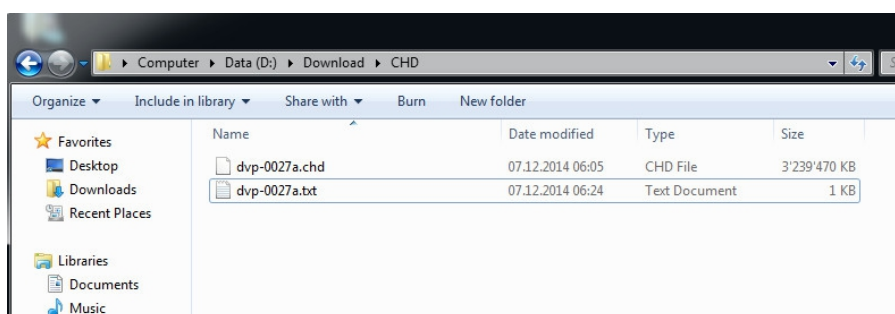 Computer ▸ Data (D:) ▸ Download ▸ CHD
Organize Include in library Share with Burn New folder
Favorites
Desktop
Downloads
Recent Places
Libraries
Documents
Music
Name Date modified Type Size
dvp-0027a.chd 07.12.2014 06:05 CHD File 3'239'470 KB
dvp-0027a.txt 07.12.2014 06:24 Text Document 1 KB